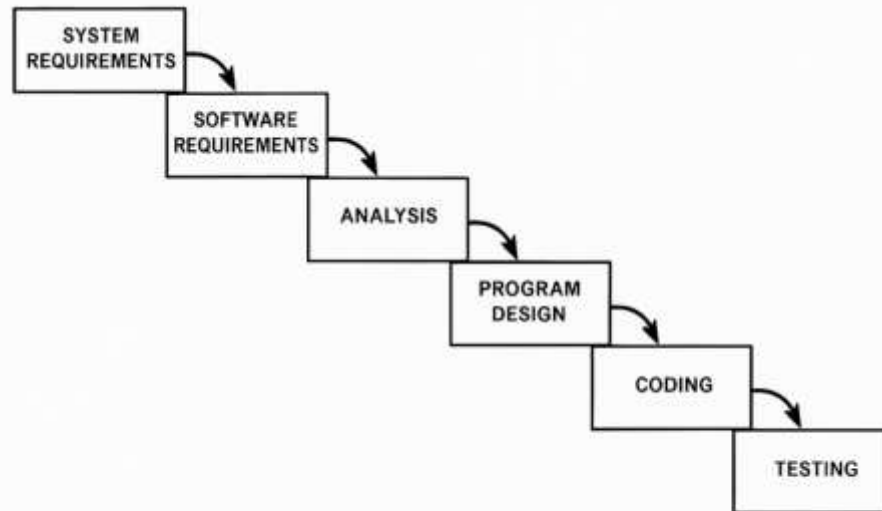 SYSTEM
REQUIREMENTS
SOFTWARE
REQUIREMENTS
ANALYSIS
PROGRAM
DESIGN
CODING
TESTING